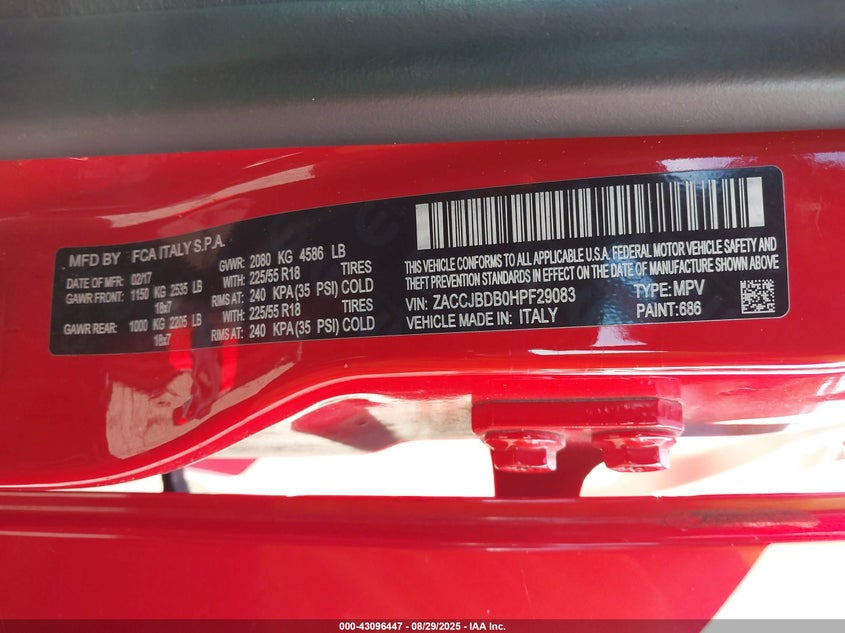 MFD BY FCA ITALY S.P.A.
DATE OF MFR: 02/17 GVWR: 2080 KG 4586 LB
GAWR FRONT: 1150 KG 2535 LB WITH: 225/55 R18 TIRES
18x7 RIMS AT: 240 KPA (35 PSI) COLD
GAWR REAR: 1000 KG 2205 LB WITH: 225/55 R18 TIRES
18x7 RIMS AT: 240 KPA (35 PSI) COLD
THIS VEHICLE CONFORMS TO ALL APPLICABLE U.S.A. FEDERAL MOTOR VEHICLE SAFETY AND
THEFT PREVENTION STANDARDS IN EFFECT ON THE DATE OF MANUFACTURE SHOWN ABOVE
VIN: ZACCJBDB0HPF29083 TYPE: MPV
VEHICLE MADE IN: ITALY PAINT: 686
000-43096447 - 08/29/2025 - IAA Inc.